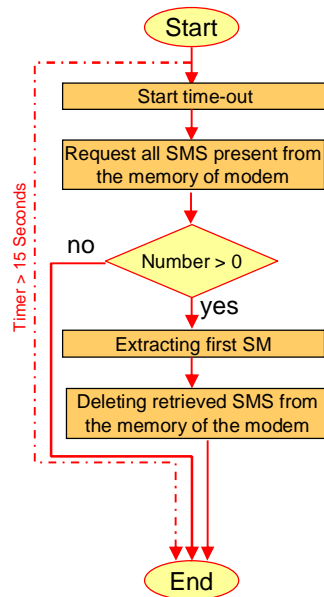 Start
Start time-out
Request all SMS present from
the memory of modem
Timer > 15 Seconds
no
Number > 0
yes
Extracting first SM
Deleting retrieved SMS from
the memory of the modem
End